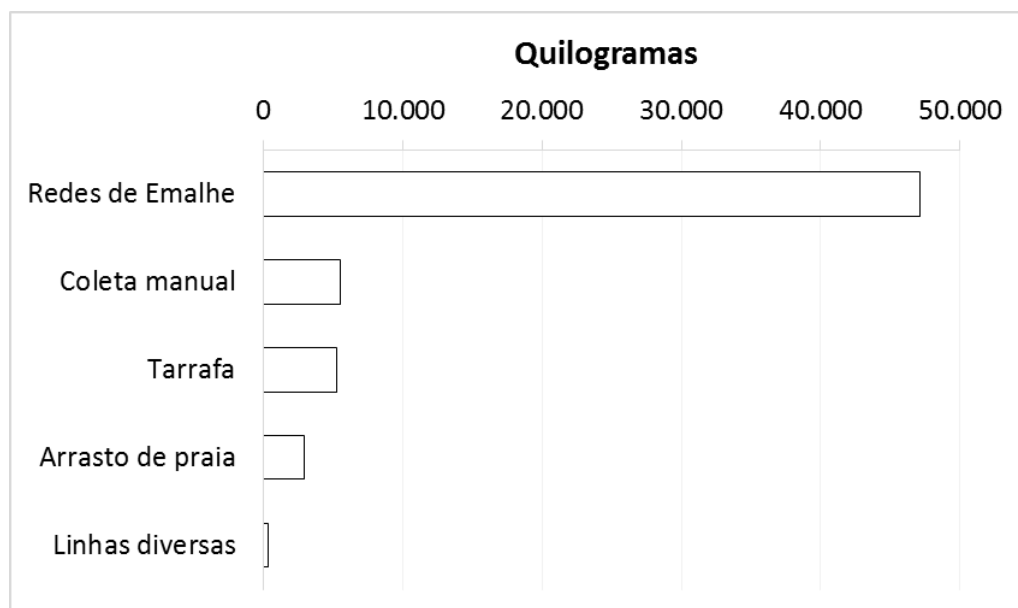 Quilogramas
0 10.000 20.000 30.000 40.000 50.000
Redes de Emalhe
Coleta manual
Tarrafa
Arrasto de praia
Linhas diversas